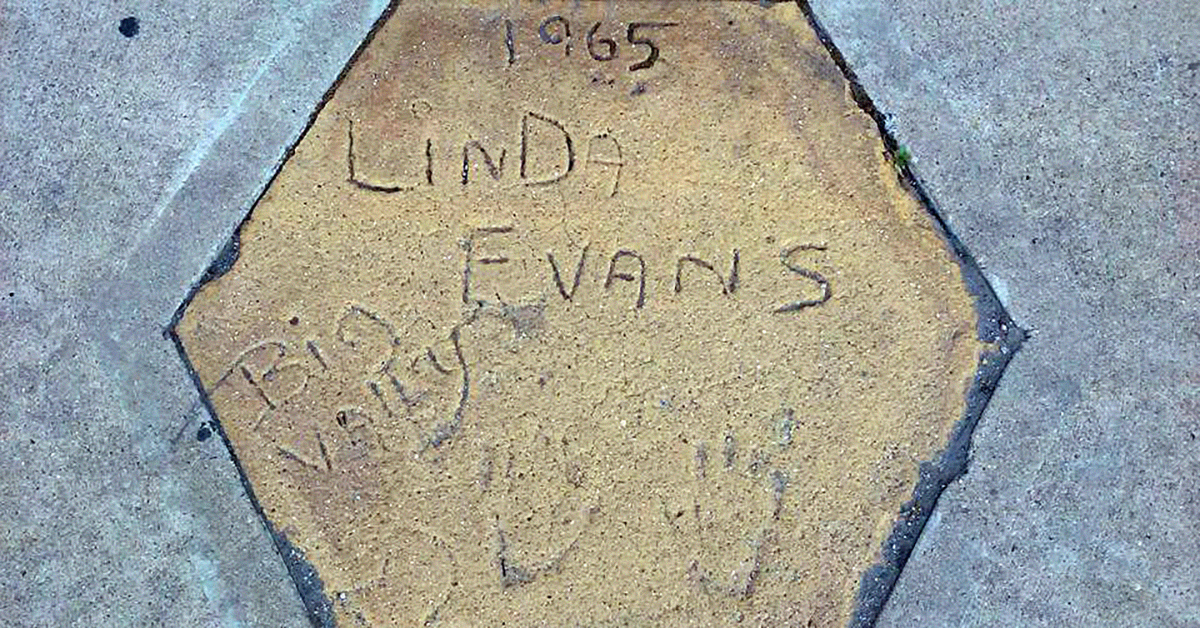 1965
LINDA
EVANS
BIg
VAllEy